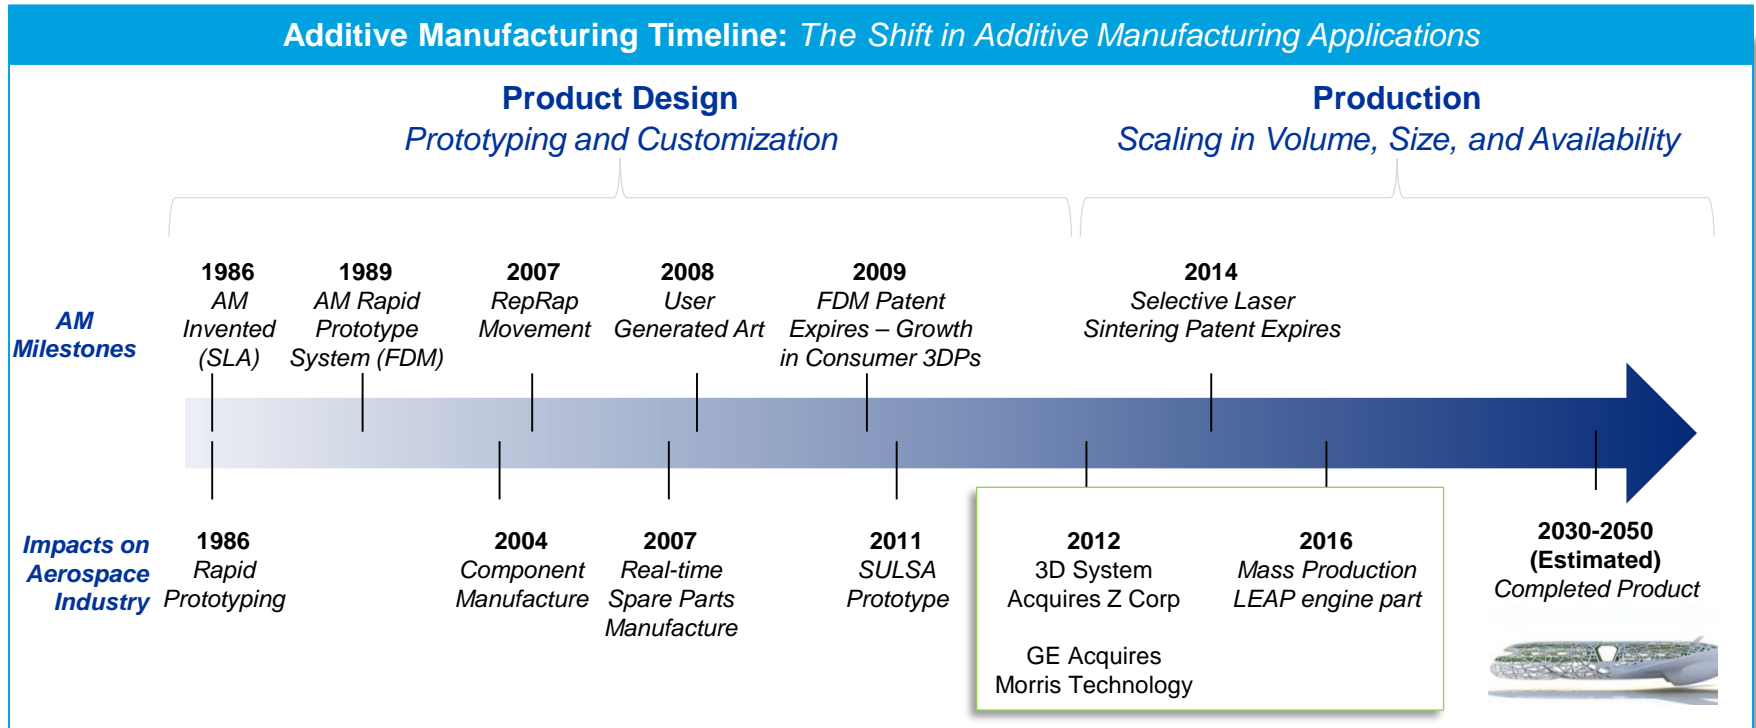 Additive Manufacturing Timeline: The Shift in Additive Manufacturing Applications
Product Design
Prototyping and Customization
Production
Scaling in Volume, Size, and Availability
AM
Milestones
1986
AM
Invented
(SLA)
1989
AM Rapid
Prototype
System (FDM)
2007
RepRap
Movement
2008
User
Generated Art
2009
FDM Patent
Expires – Growth
in Consumer 3DPs
2014
Selective Laser
Sintering Patent Expires
Impacts on
Aerospace
Industry
1986
Rapid
Prototyping
2004
Component
Manufacture
2007
Real-time
Spare Parts
Manufacture
2011
SULSA
Prototype
2012
3D System
Acquires Z Corp
GE Acquires
Morris Technology
2016
Mass Production
LEAP engine part
2030-2050
(Estimated)
Completed Product